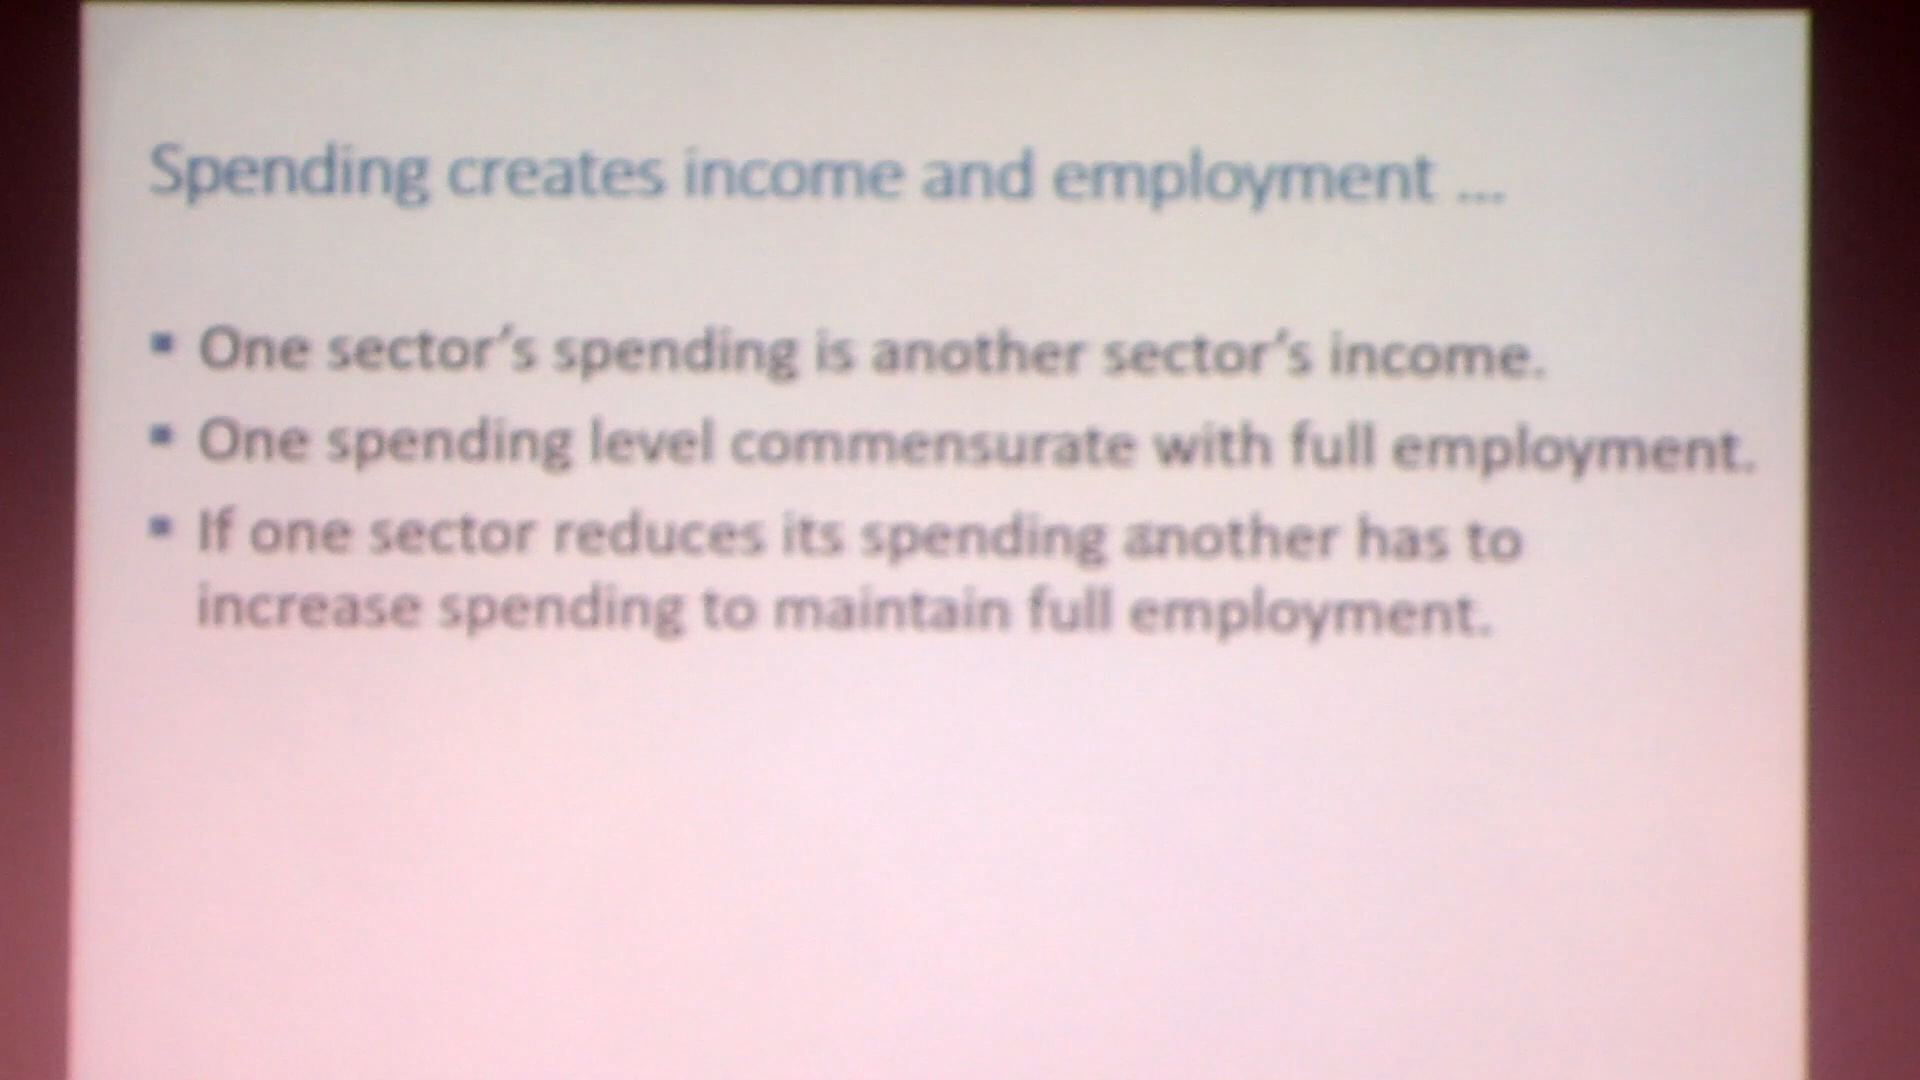 Spending creates income and employment ...
▪ One sector's spending is another sector's income.
▪ One spending level commensurate with full employment.
▪ If one sector reduces its spending another has to
increase spending to maintain full employment.